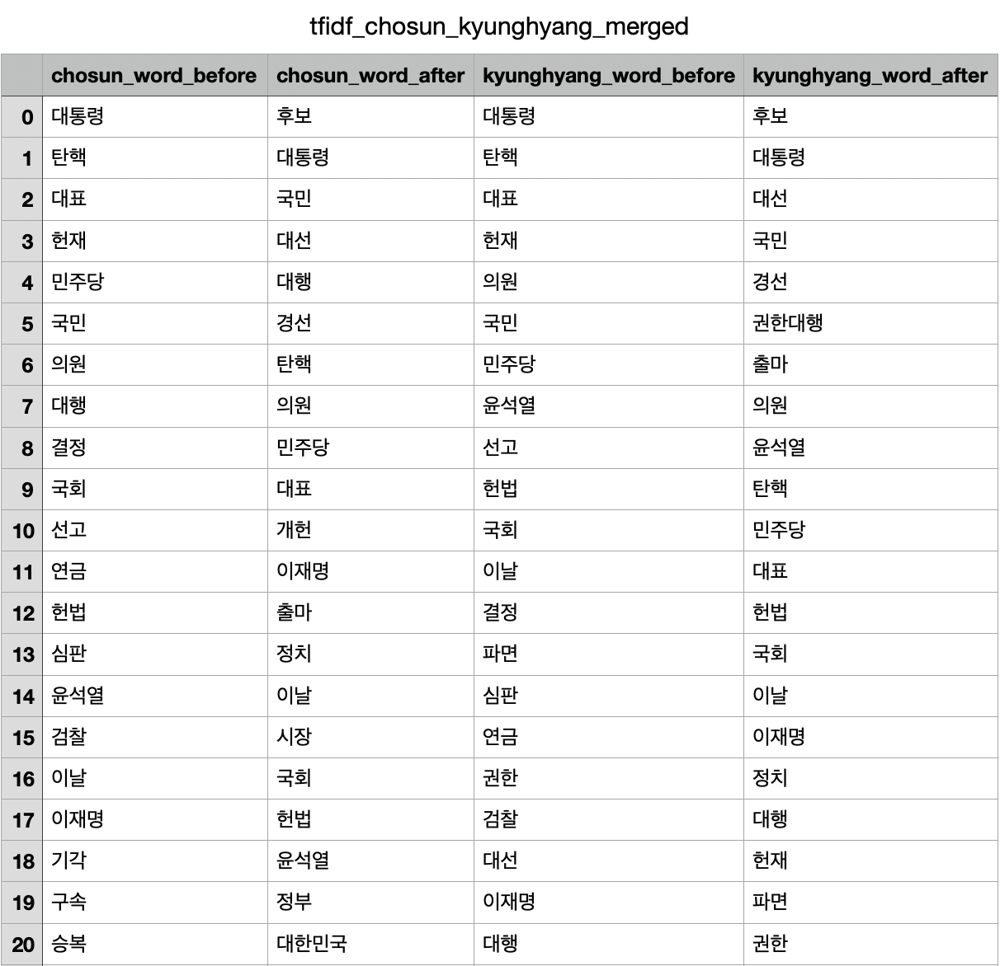 tfidf_chosun_kyunghyang_merged
chosun_word_before chosun_word_after kyunghyang_word_before kyunghyang_word_after
0 대통령 후보 대통령 후보
1 탄핵 대통령 탄핵 대통령
2 대표 국민 대표 대선
3 헌재 대선 헌재 국민
4 민주당 대행 의원 경선
5 국민 경선 국민 권한대행
6 의원 탄핵 민주당 출마
7 대행 의원 윤석열 의원
8 결정 민주당 선고 윤석열
9 국회 대표 헌법 탄핵
10 선고 개헌 국회 민주당
11 연금 이재명 이날 대표
12 헌법 출마 결정 헌법
13 심판 정치 파면 국회
14 윤석열 이날 심판 이날
15 검찰 시장 연금 이재명
16 이날 국회 권한 정치
17 이재명 헌법 검찰 대행
18 기각 윤석열 대선 헌재
19 구속 정부 이재명 파면
20 승복 대한민국 대행 권한